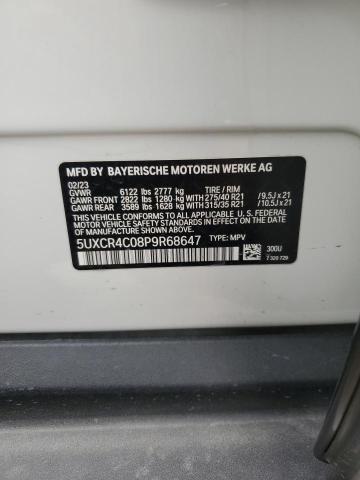 MFD BY BAYERISCHE MOTOREN WERKE AG
02/23
GVWR 6122 lbs 2777 kg TIRE / RIM
GAWR FRONT 2822 lbs 1280 kg WITH 275/40 R21 / 9.5J x 21
GAWR REAR 3589 lbs 1628 kg WITH 315/35 R21 / 10.5J x 21
THIS VEHICLE CONFORMS TO ALL APPLICABLE U.S. FEDERAL
MOTOR VEHICLE SAFETY STANDARDS IN EFFECT ON THE DATE OF
MANUFACTURE SHOWN ABOVE.
5UXCR4C08P9R68647 TYPE: MPV
300U
7 320 729